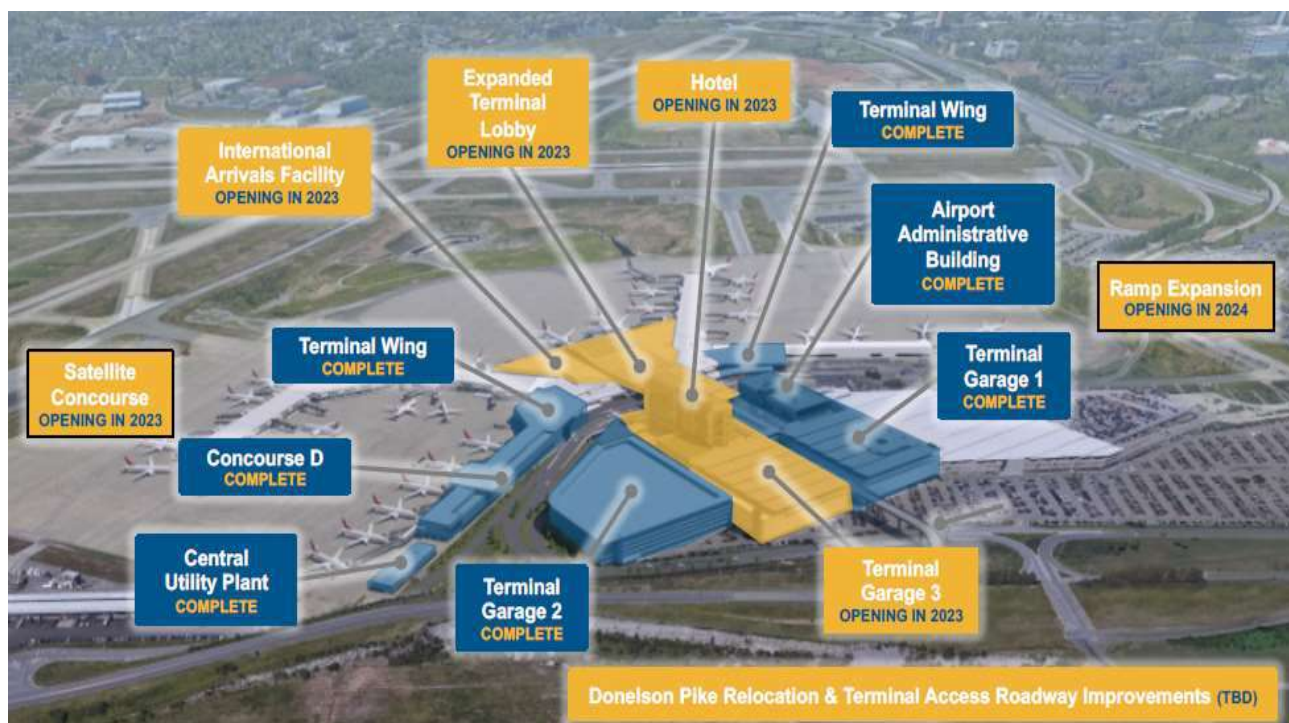 Expanded
Terminal
Lobby
OPENING IN 2023
Hotel
OPENING IN 2023
Terminal Wing
COMPLETE
International
Arrivals Facility
OPENING IN 2023
Airport
Administrative
Building
COMPLETE
Ramp Expansion
OPENING IN 2024
Terminal Wing
COMPLETE
Terminal
Garage 1
COMPLETE
Satellite
Concourse
OPENING IN 2023
Concourse D
COMPLETE
Central
Utility Plant
COMPLETE
Terminal
Garage 2
COMPLETE
Terminal
Garage 3
OPENING IN 2023
Donelson Pike Relocation & Terminal Access Roadway Improvements (TBD)